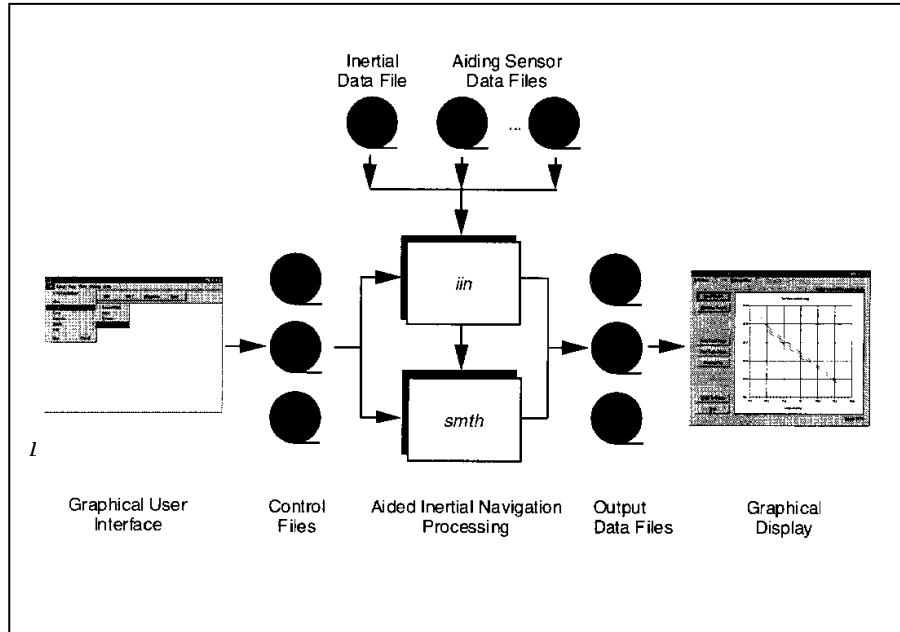 Inertial
Data File
Aiding Sensor
Data Files
...
iin
smth
1
Graphical User
Interface
Control
Files
Aided Inertial Navigation
Processing
Output
Data Files
Graphical
Display